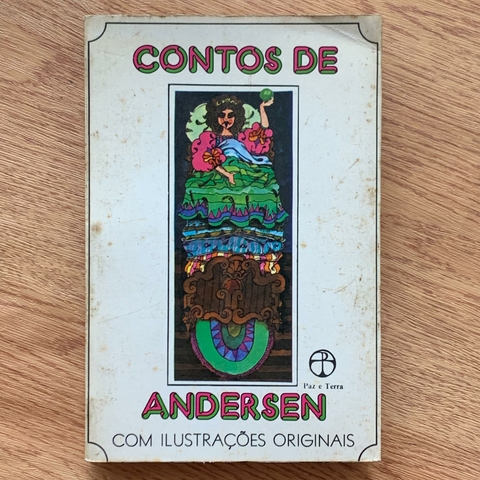 CONTOS DE
Paz e Terra
ANDERSEN
COM ILUSTRAÇÕES ORIGINAIS